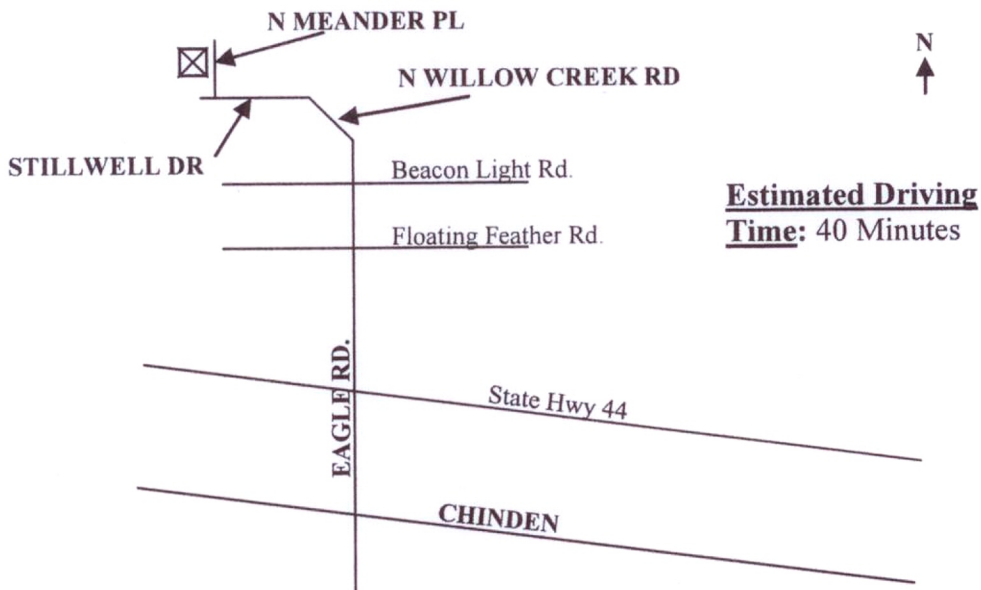 N MEANDER PL
N
N WILLOW CREEK RD
STILLWELL DR
Beacon Light Rd.
Estimated Driving
Time: 40 Minutes
Floating Feather Rd.
EAGLE RD.
State Hwy 44
CHINDEN